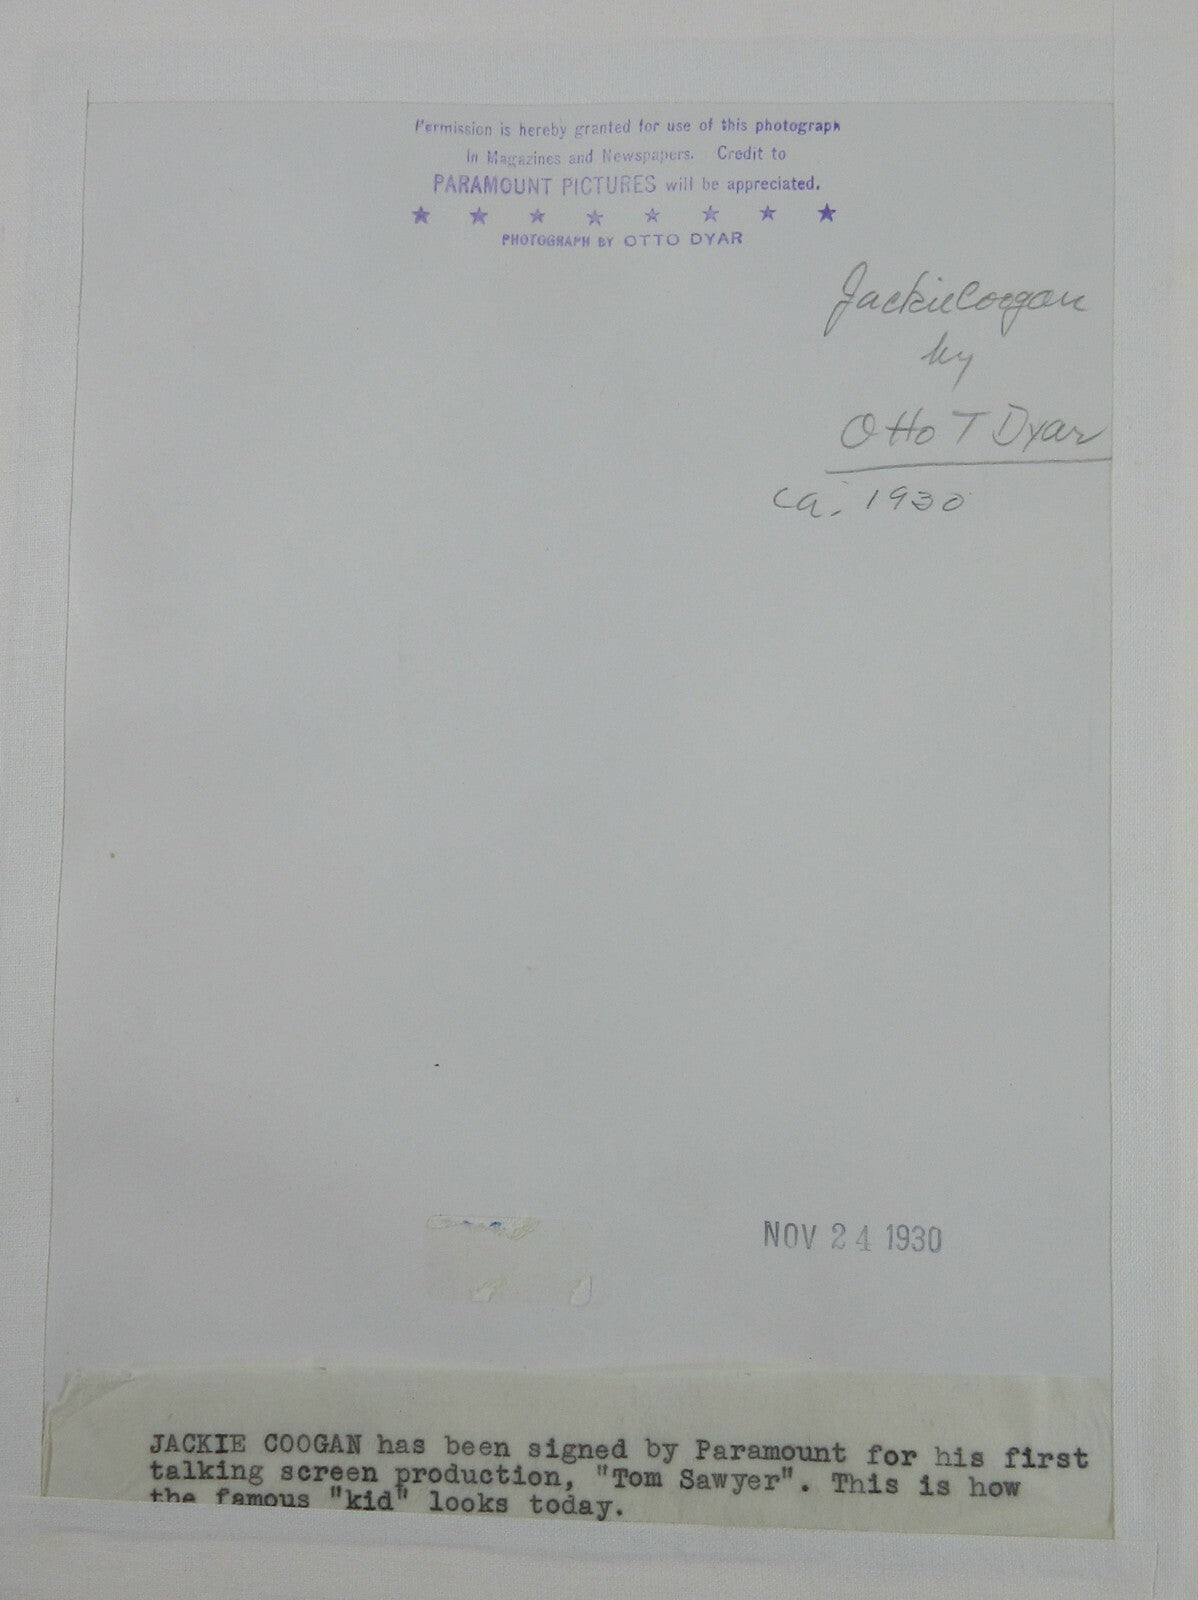 Permission is hereby granted for use of this photograph
In Magazines and Newspapers. Credit to
PARAMOUNT PICTURES will be appreciated.
★ ★ ★ ★ ★ ★ ★ ★
PHOTOGRAPH BY OTTO DYAR
Jackie Coogan
by
Otto T Dyar
ca. 1930
NOV 24 1930
JACKIE COOGAN has been signed by Paramount for his first
talking screen production, "Tom Sawyer". This is how
the famous "kid" looks today.